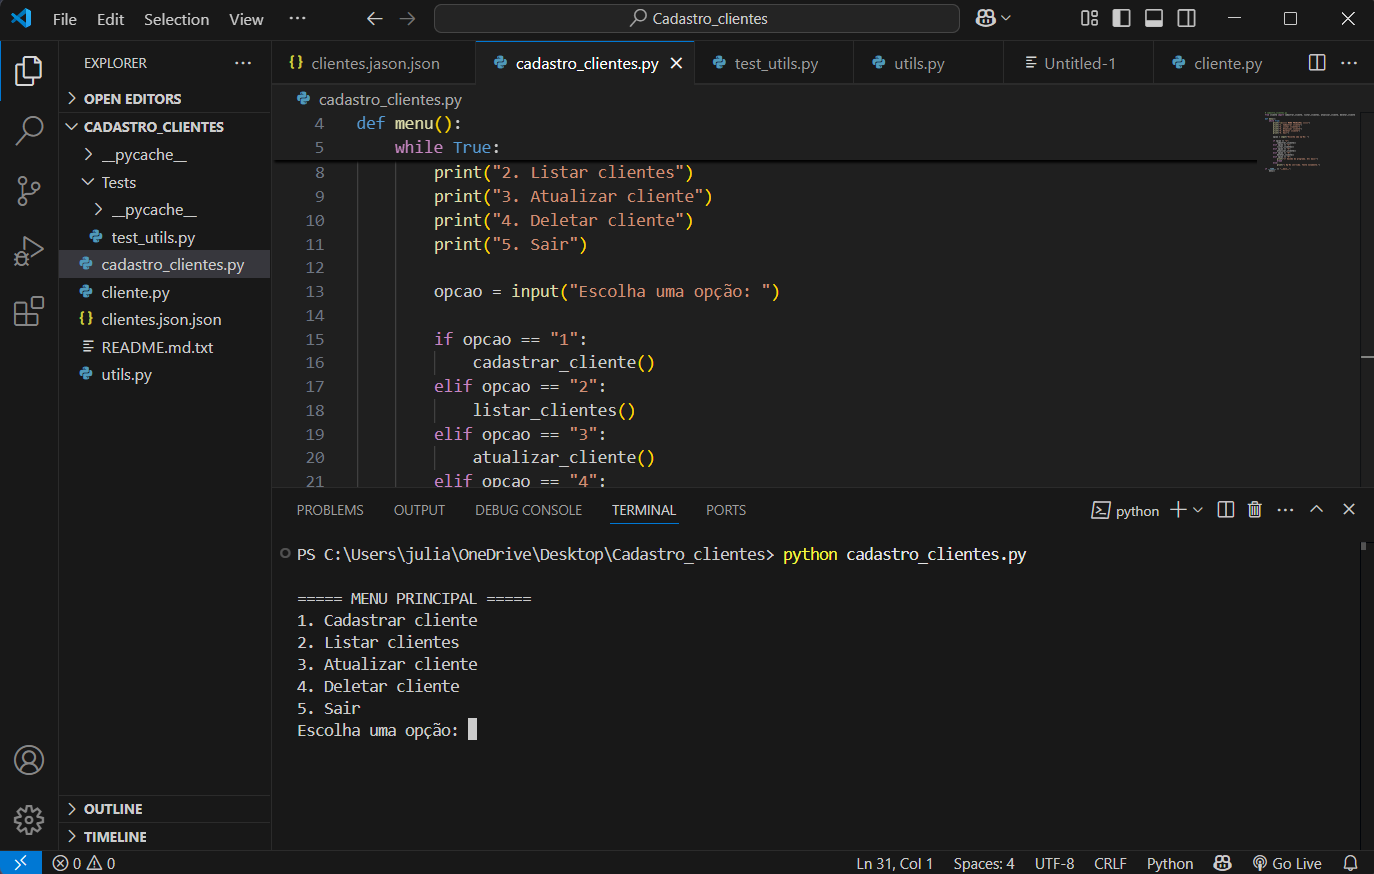 File Edit Selection View ··· Cadastro_clientes
EXPLORER ···
OPEN EDITORS
CADASTRO_CLIENTES
__pycache__
Tests
__pycache__
test_utils.py
cadastro_clientes.py
cliente.py
{} clientes.json.json
README.md.txt
utils.py
OUTLINE
TIMELINE
{} clientes.jason.json cadastro_clientes.py test_utils.py utils.py Untitled-1 cliente.py ···
cadastro_clientes.py
4 def menu():
5 while True:
8 print("2. Listar clientes")
9 print("3. Atualizar cliente")
10 print("4. Deletar cliente")
11 print("5. Sair")
12
13 opcao = input("Escolha uma opção: ")
14
15 if opcao == "1":
16 cadastrar_cliente()
17 elif opcao == "2":
18 listar_clientes()
19 elif opcao == "3":
20 atualizar_cliente()
21 elif opcao == "4":
PROBLEMS OUTPUT DEBUG CONSOLE TERMINAL PORTS python ···
PS C:\Users\julia\OneDrive\Desktop\Cadastro_clientes> python cadastro_clientes.py
===== MENU PRINCIPAL =====
1. Cadastrar cliente
2. Listar clientes
3. Atualizar cliente
4. Deletar cliente
5. Sair
Escolha uma opção:
0 0 Ln 31, Col 1 Spaces: 4 UTF-8 CRLF Python Go Live